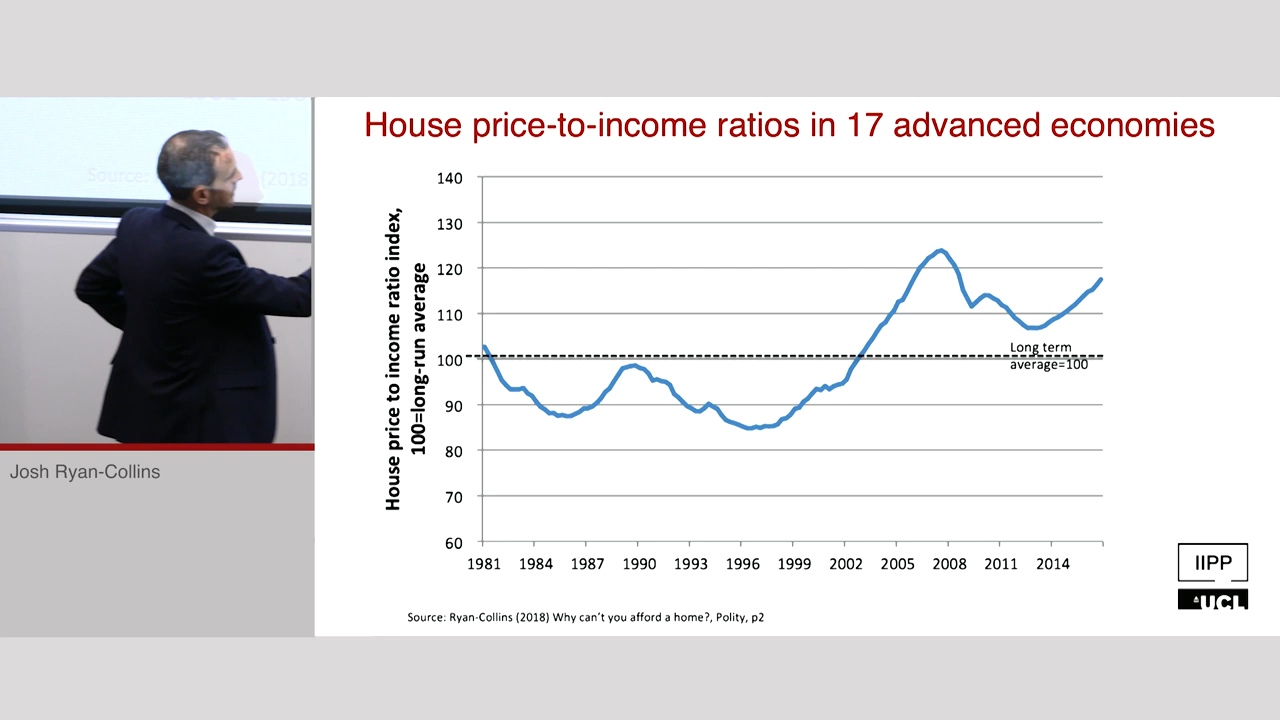 House price-to-income ratios in 17 advanced economies
Source:
(2018
Josh Ryan-Collins
House price to income ratio index,
100=long-run average
140
130
120
110
100
90
80
70
60
Long term
average=100
1981 1984 1987 1990 1993 1996 1999 2002 2005 2008 2011 2014
Source: Ryan-Collins (2018) Why can't you afford a home?, Polity, p2
IIPP
UCL